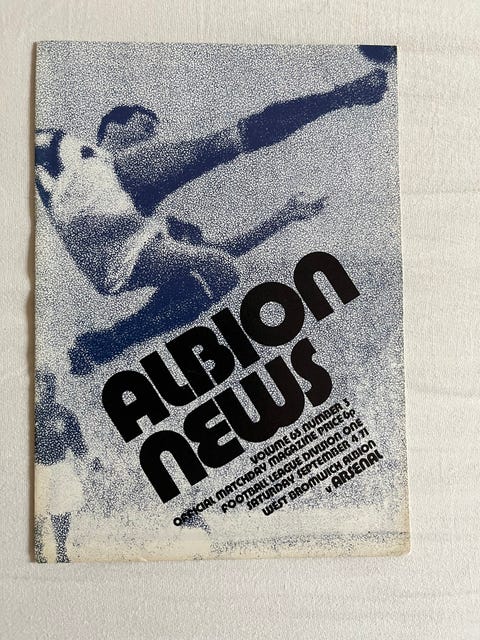 ALBION
NEWS
VOLUME 63 NUMBER 3
OFFICIAL MATCHDAY MAGAZINE PRICE 6P
FOOTBALL LEAGUE DIVISION ONE
SATURDAY SEPTEMBER 4.71
WEST BROMWICH ALBION
v ARSENAL